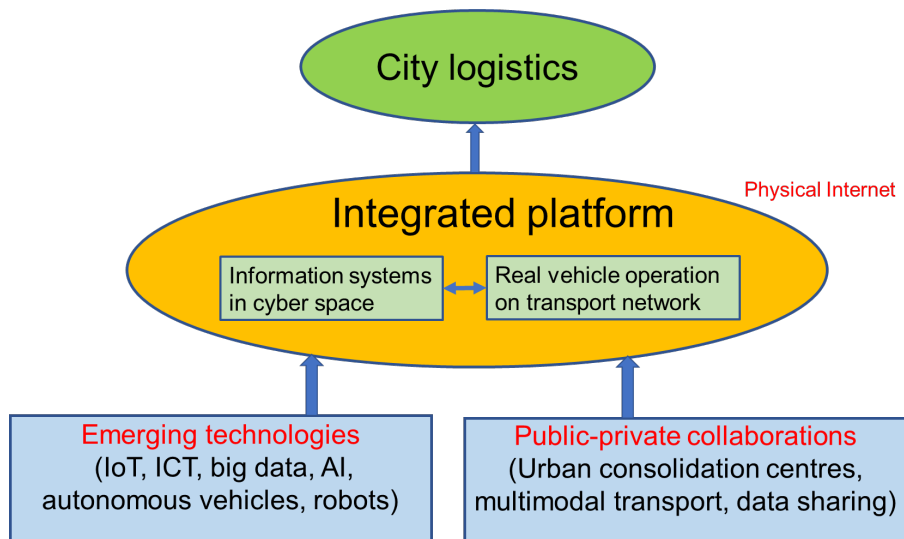 City logistics
Physical Internet
Integrated platform
Information systems
in cyber space
Real vehicle operation
on transport network
Emerging technologies
(IoT, ICT, big data, AI,
autonomous vehicles, robots)
Public-private collaborations
(Urban consolidation centres,
multimodal transport, data sharing)